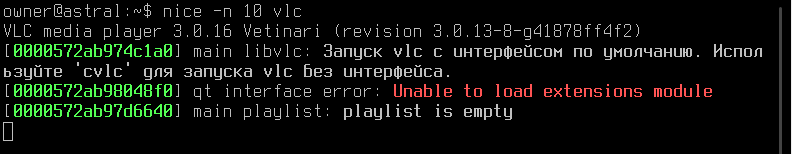 owner@astral:~$ nice -n 10 vlc
VLC media player 3.0.16 Vetinari (revision 3.0.13-8-g41878ff4f2)
[0000572ab974c1a0] main libvlc: Запуск vlc с интерфейсом по умолчанию. Испол
ьзуйте 'cvlc' для запуска vlc без интерфейса.
[0000572ab98048f0] qt interface error: Unable to load extensions module
[0000572ab97d6640] main playlist: playlist is empty